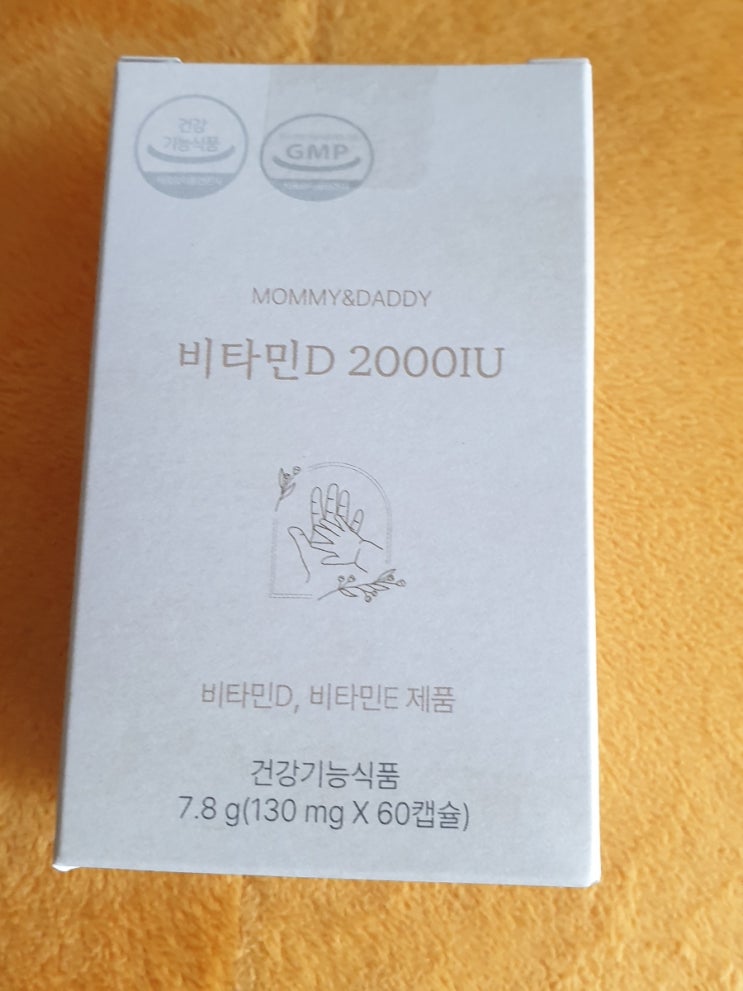 건강
기능식품
GMP
MOMMY&DADDY
비타민D 2000IU
비타민D, 비타민E 제품
건강기능식품
7.8 g(130 mg X 60캡슐)